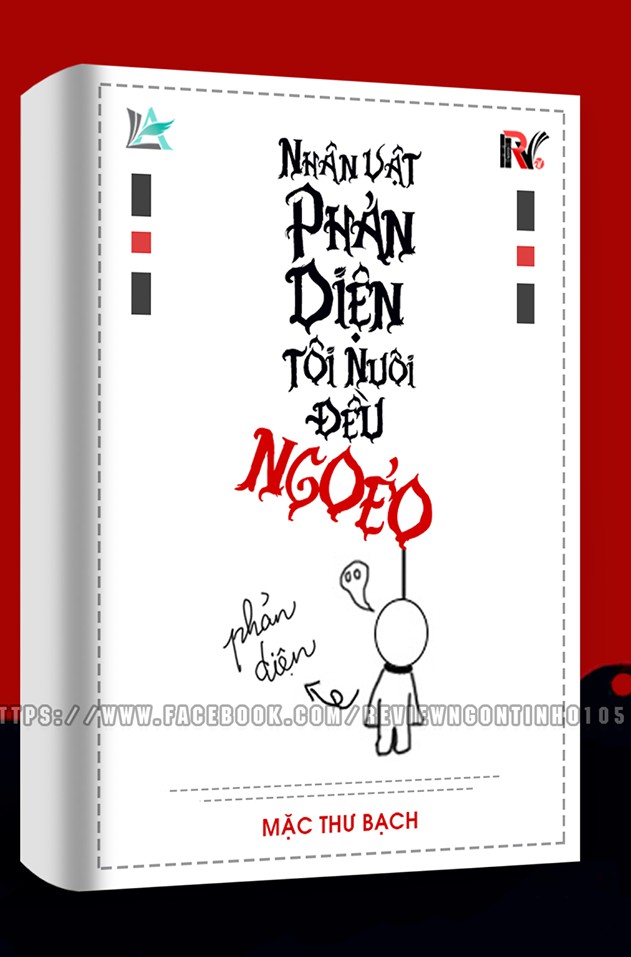 NHÂN VẬT
PHẢN
DIỆN
TÔI NUÔI
ĐỀU
NGOẺO
phản
diện
TTPS://WWW.FACEBOOK.COM/REVIEWNGONTINH0105
MẶC THƯ BẠCH